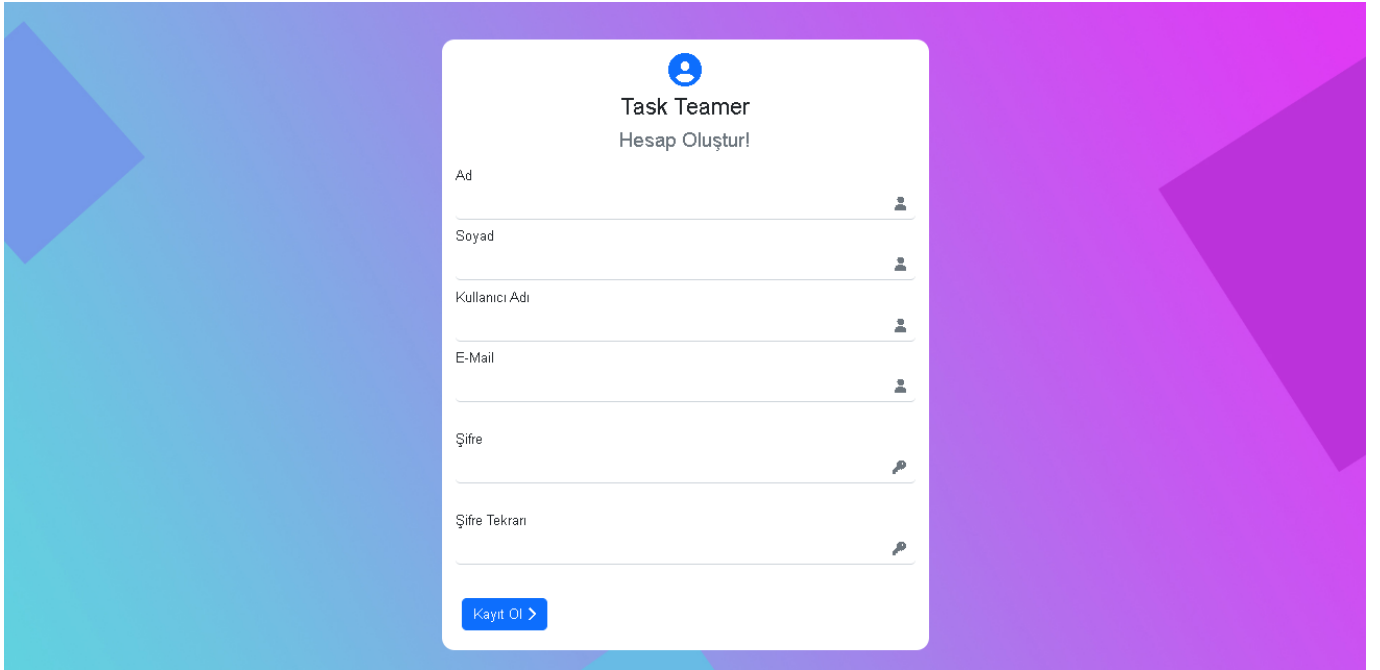 Task Teamer
Hesap Oluştur!
Ad
Soyad
Kullanıcı Adı
E-Mail
Şifre
Şifre Tekrarı
Kayıt Ol